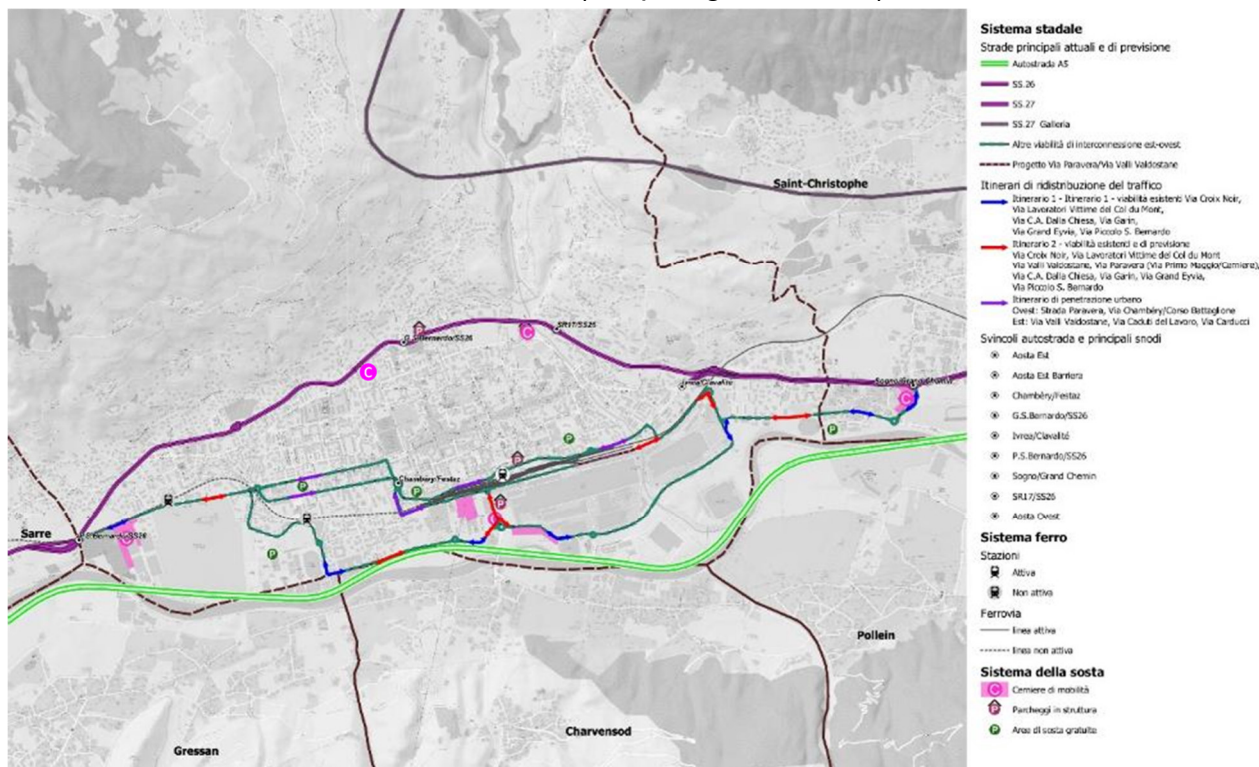 Saint-Christophe
SR17/SS26
Bernardo/SS26
C
Ivrea/Clavalité
Sogno/Grand Chemin
C
P
P
P
Chambéry/Festaz
P
P
P
Sarre
P.S.Bernardo/SS26
P
Pollein
Charvensod
Gressan
Sistema stadale
Strade principali attuali e di previsione
Autostrada A5
SS.26
SS.27
SS.27 Galleria
Altre viabilità di interconnessione est-ovest
Progetto Via Paravera/Via Valli Valdostane
Itinerari di ridistribuzione del traffico
Itinerario 1 - Itinerario 1 - viabilità esistenti Via Croix Noir,
Via Lavoratori Vittime del Col du Mont,
Via C.A. Dalla Chiesa, Via Garin,
Via Grand Eyvia, Via Piccolo S. Bernardo
Itinerario 2 - viabilità esistenti e di previsione
Via Croix Noir, Via Lavoratori Vittime del Col du Mont
Via Valli Valdostane, Via Paravera (Via Primo Maggio/Cerniere),
Via C.A. Dalla Chiesa, Via Garin, Via Grand Eyvia,
Via Piccolo S. Bernardo
Itinerario di penetrazione urbano
Ovest: Strada Paravera, Via Chambéry/Corso Battaglione
Est: Via Valli Valdostane, Via Caduti del Lavoro, Via Carducci
Svincoli autostrada e principali snodi
Aosta Est
Aosta Est Barriera
Chambéry/Festaz
G.S.Bernardo/SS26
Ivrea/Clavalité
P.S.Bernardo/SS26
Sogno/Grand Chemin
SR17/SS26
Aosta Ovest
Sistema ferro
Stazioni
Attiva
Non attiva
Ferrovia
linea attiva
linea non attiva
Sistema della sosta
C Cerniere di mobilità
P Parcheggi in struttura
P Aree di sosta gratuite